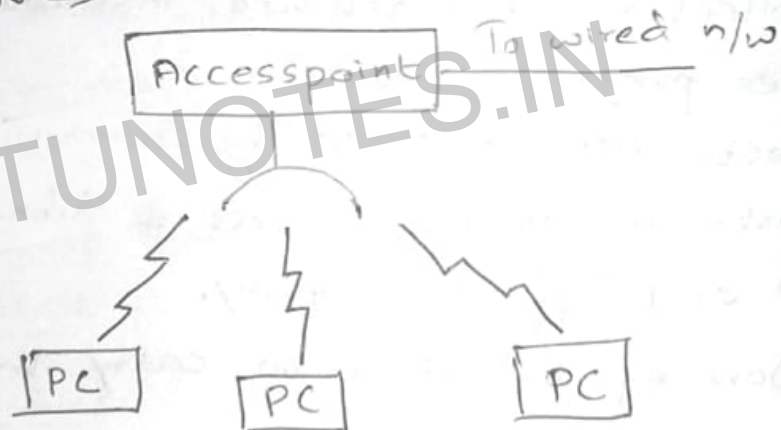 To wired n/w
Accesspoint
TUNOTES.IN
PC
PC
PC